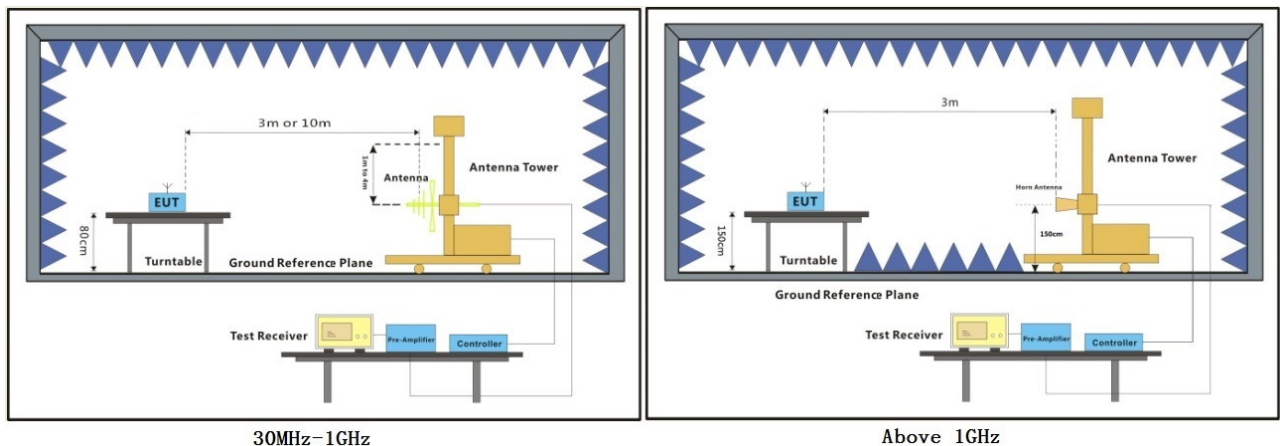 3m or 10m
1m to 4m
Antenna
Antenna Tower
EUT
80cm
Turntable
Ground Reference Plane
Test Receiver
Pre-Amplifier
Controller
30MHz-1GHz
3m
Antenna Tower
Horn Antenna
EUT
150cm
150cm
Turntable
Ground Reference Plane
Test Receiver
Pre-Amplifier
Controller
Above 1GHz